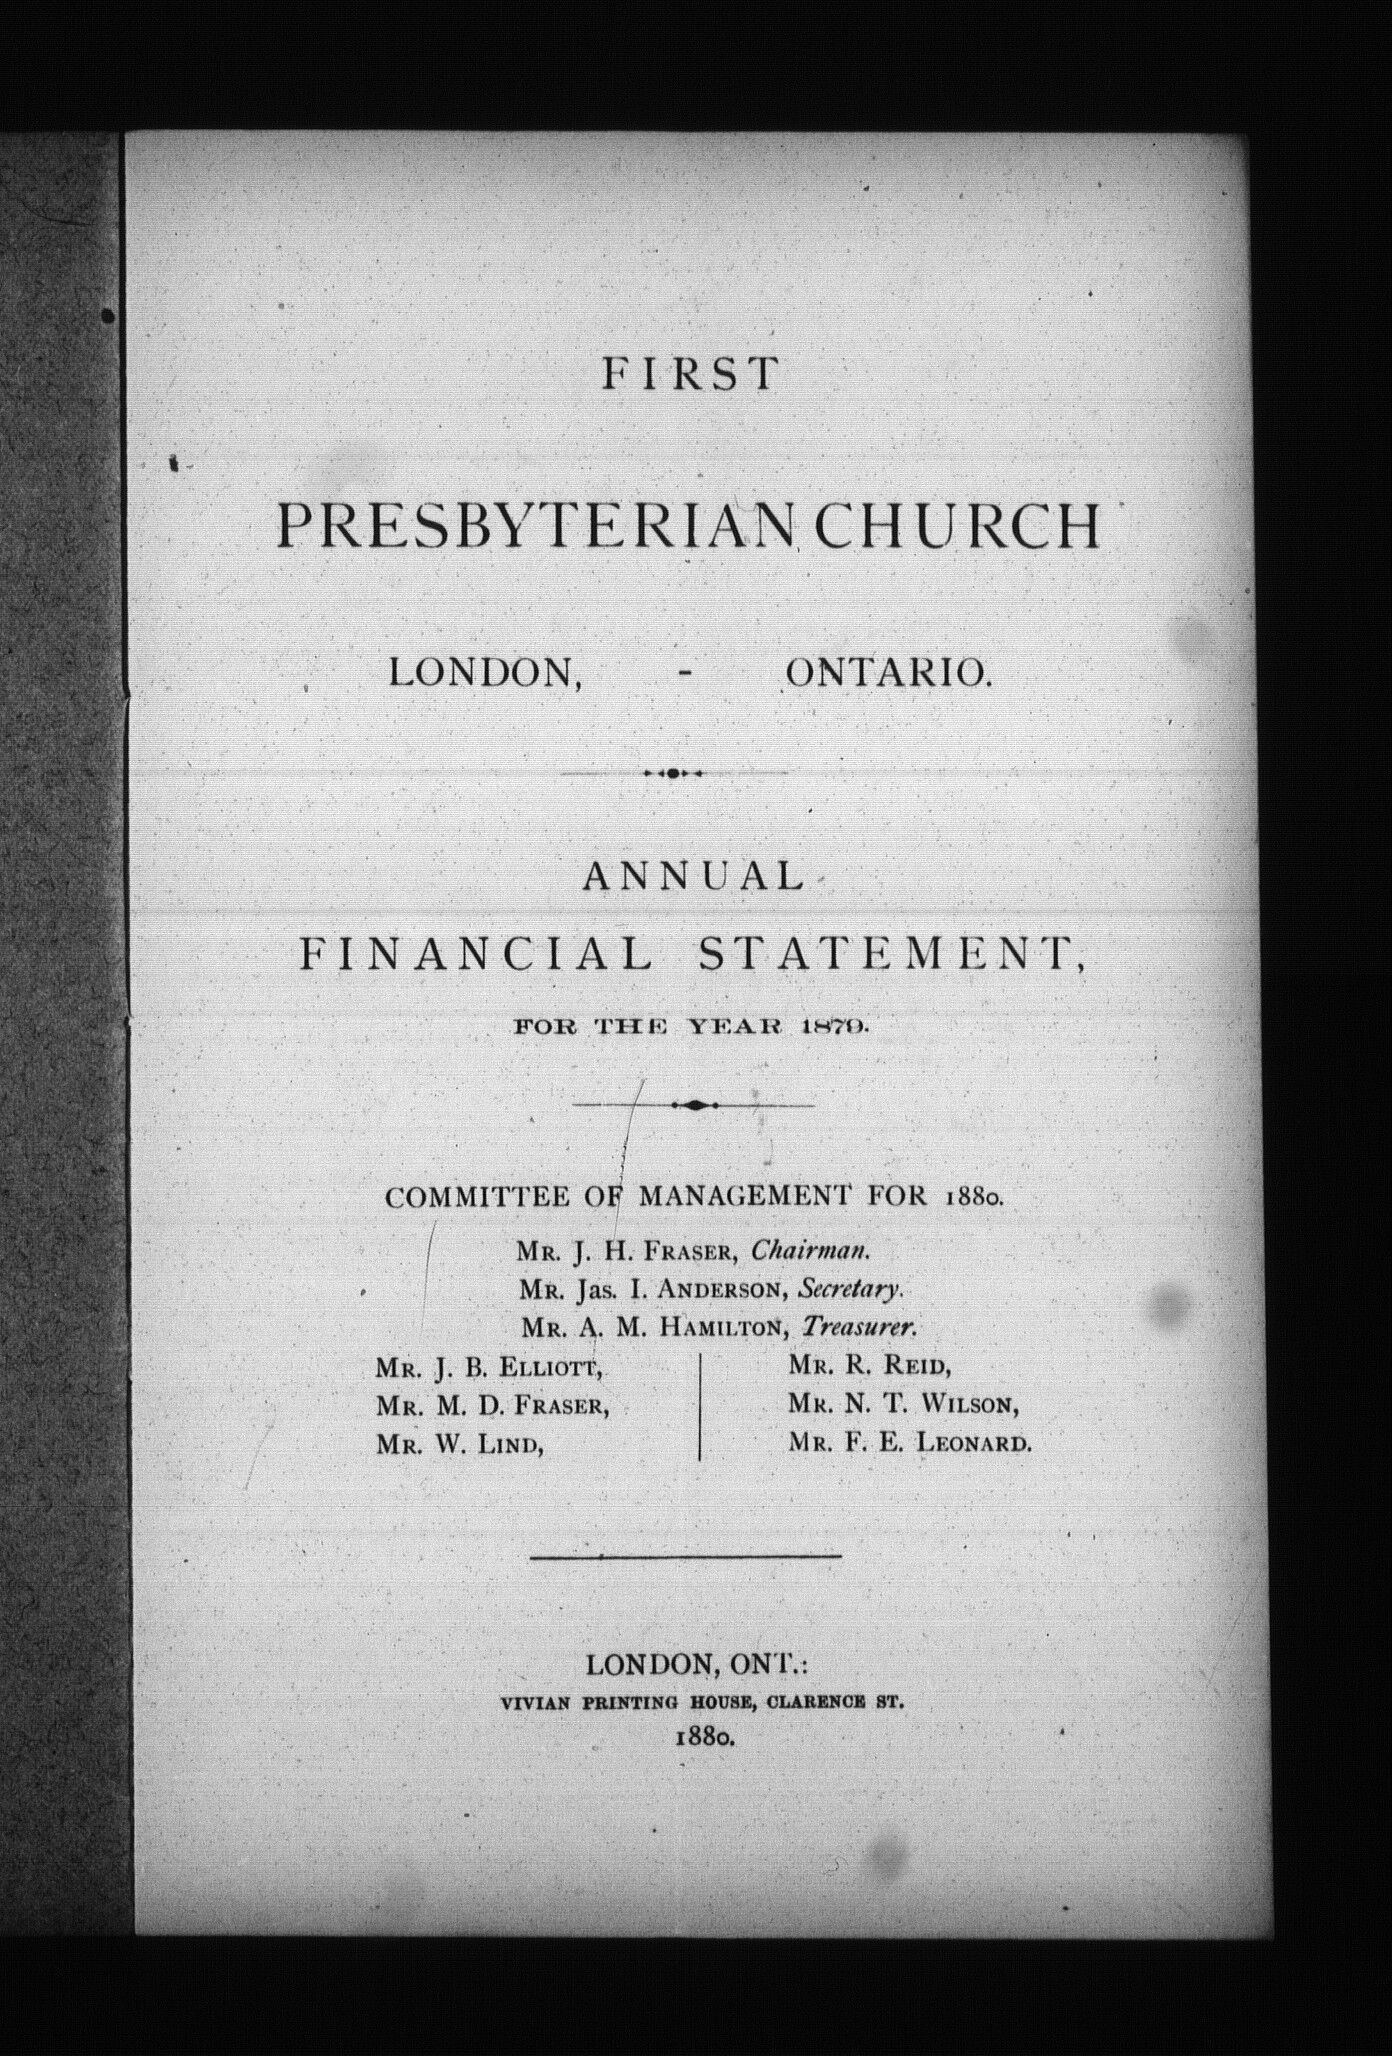 FIRST
PRESBYTERIAN CHURCH
LONDON, - ONTARIO.
ANNUAL
FINANCIAL STATEMENT,
FOR THE YEAR 1879.
COMMITTEE OF MANAGEMENT FOR 1880.
MR. J. H. FRASER, Chairman.
MR. Jas. I. ANDERSON, Secretary.
MR. A. M. HAMILTON, Treasurer.
MR. J. B. ELLIOTT,
MR. M. D. FRASER,
MR. W. LIND,
MR. R. REID,
MR. N. T. WILSON,
MR. F. E. LEONARD.
LONDON, ONT.:
VIVIAN PRINTING HOUSE, CLARENCE ST.
1880.